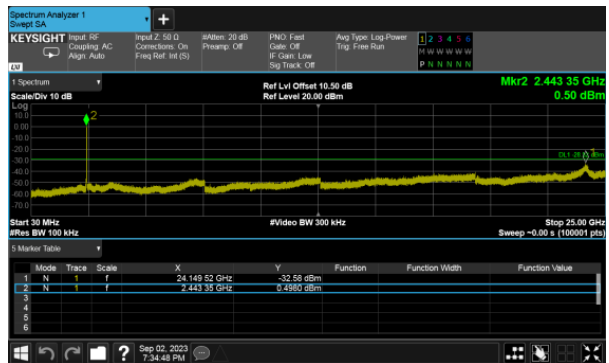 Spectrum Analyzer 1
Swept SA
+
KEYSIGHT Input: RF Input Z: 50 Ω #Atten: 20 dB PNO: Fast Avg Type: Log-Power 1 2 3 4 5 6
Coupling: AC Corrections: On Preamp: Off Gate: Off Trig: Free Run M W W W W W
Align: Auto Freq Ref: Int (S) IF Gain: Low P N N N N N
Sig Track: Off
LXI
1 Spectrum
Ref Lvl Offset 10.50 dB Mkr2 2.443 35 GHz
Scale/Div 10 dB Ref Level 20.00 dBm 0.50 dBm
Log
10.0
0.00
-10.0
-20.0
-30.0
-40.0
-50.0
-60.0
-70.0
2
1
Start 30 MHz #Video BW 300 kHz Stop 25.00 GHz
#Res BW 100 kHz Sweep ~0.00 s (100001 pts)
5 Marker Table
Mode Trace Scale X Y Function Function Width Function Value
1 N 1 f 24.149 52 GHz -32.58 dBm
2 N 1 f 2.443 35 GHz 0.4980 dBm
3
4
5
6
? Sep 02, 2023
7:34:48 PM